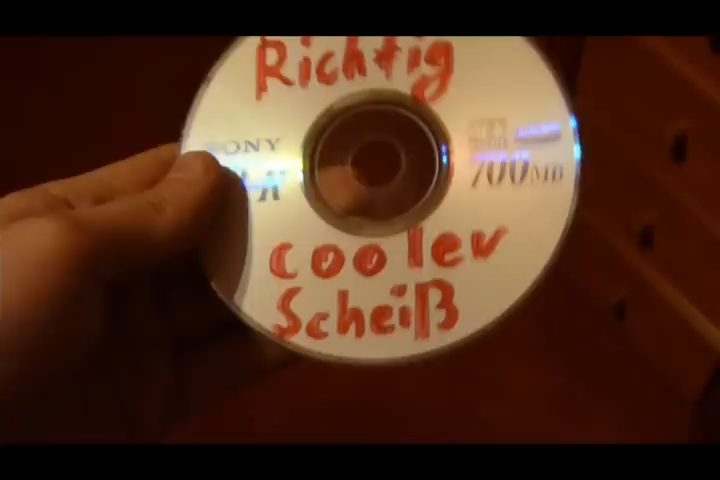 Richtig
SONY
700MB
cooler
Scheiß